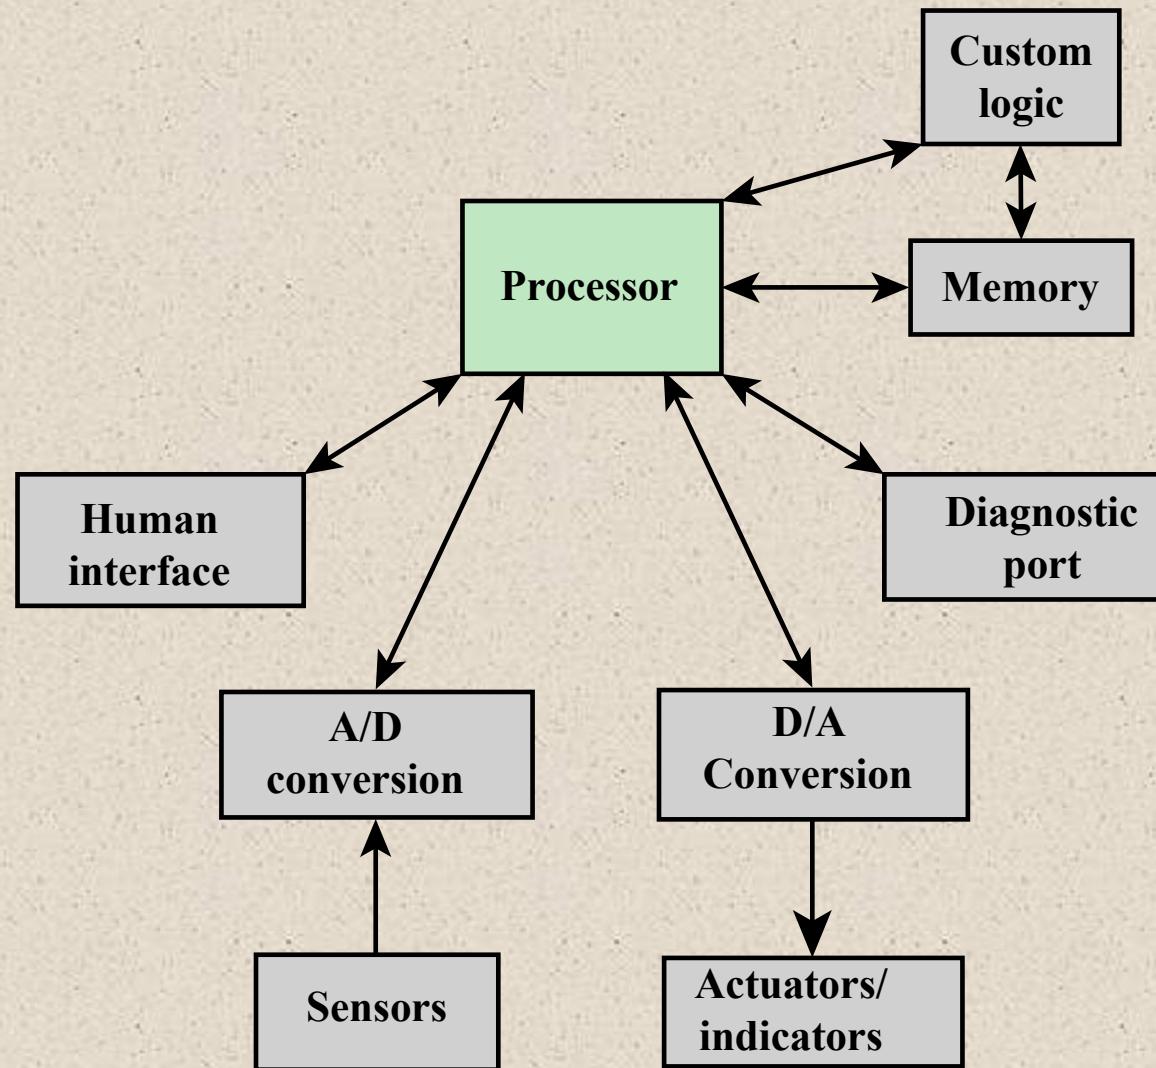 Custom
logic
Processor
Memory
Human
interface
Diagnostic
port
A/D
conversion
D/A
Conversion
Sensors
Actuators/
indicators